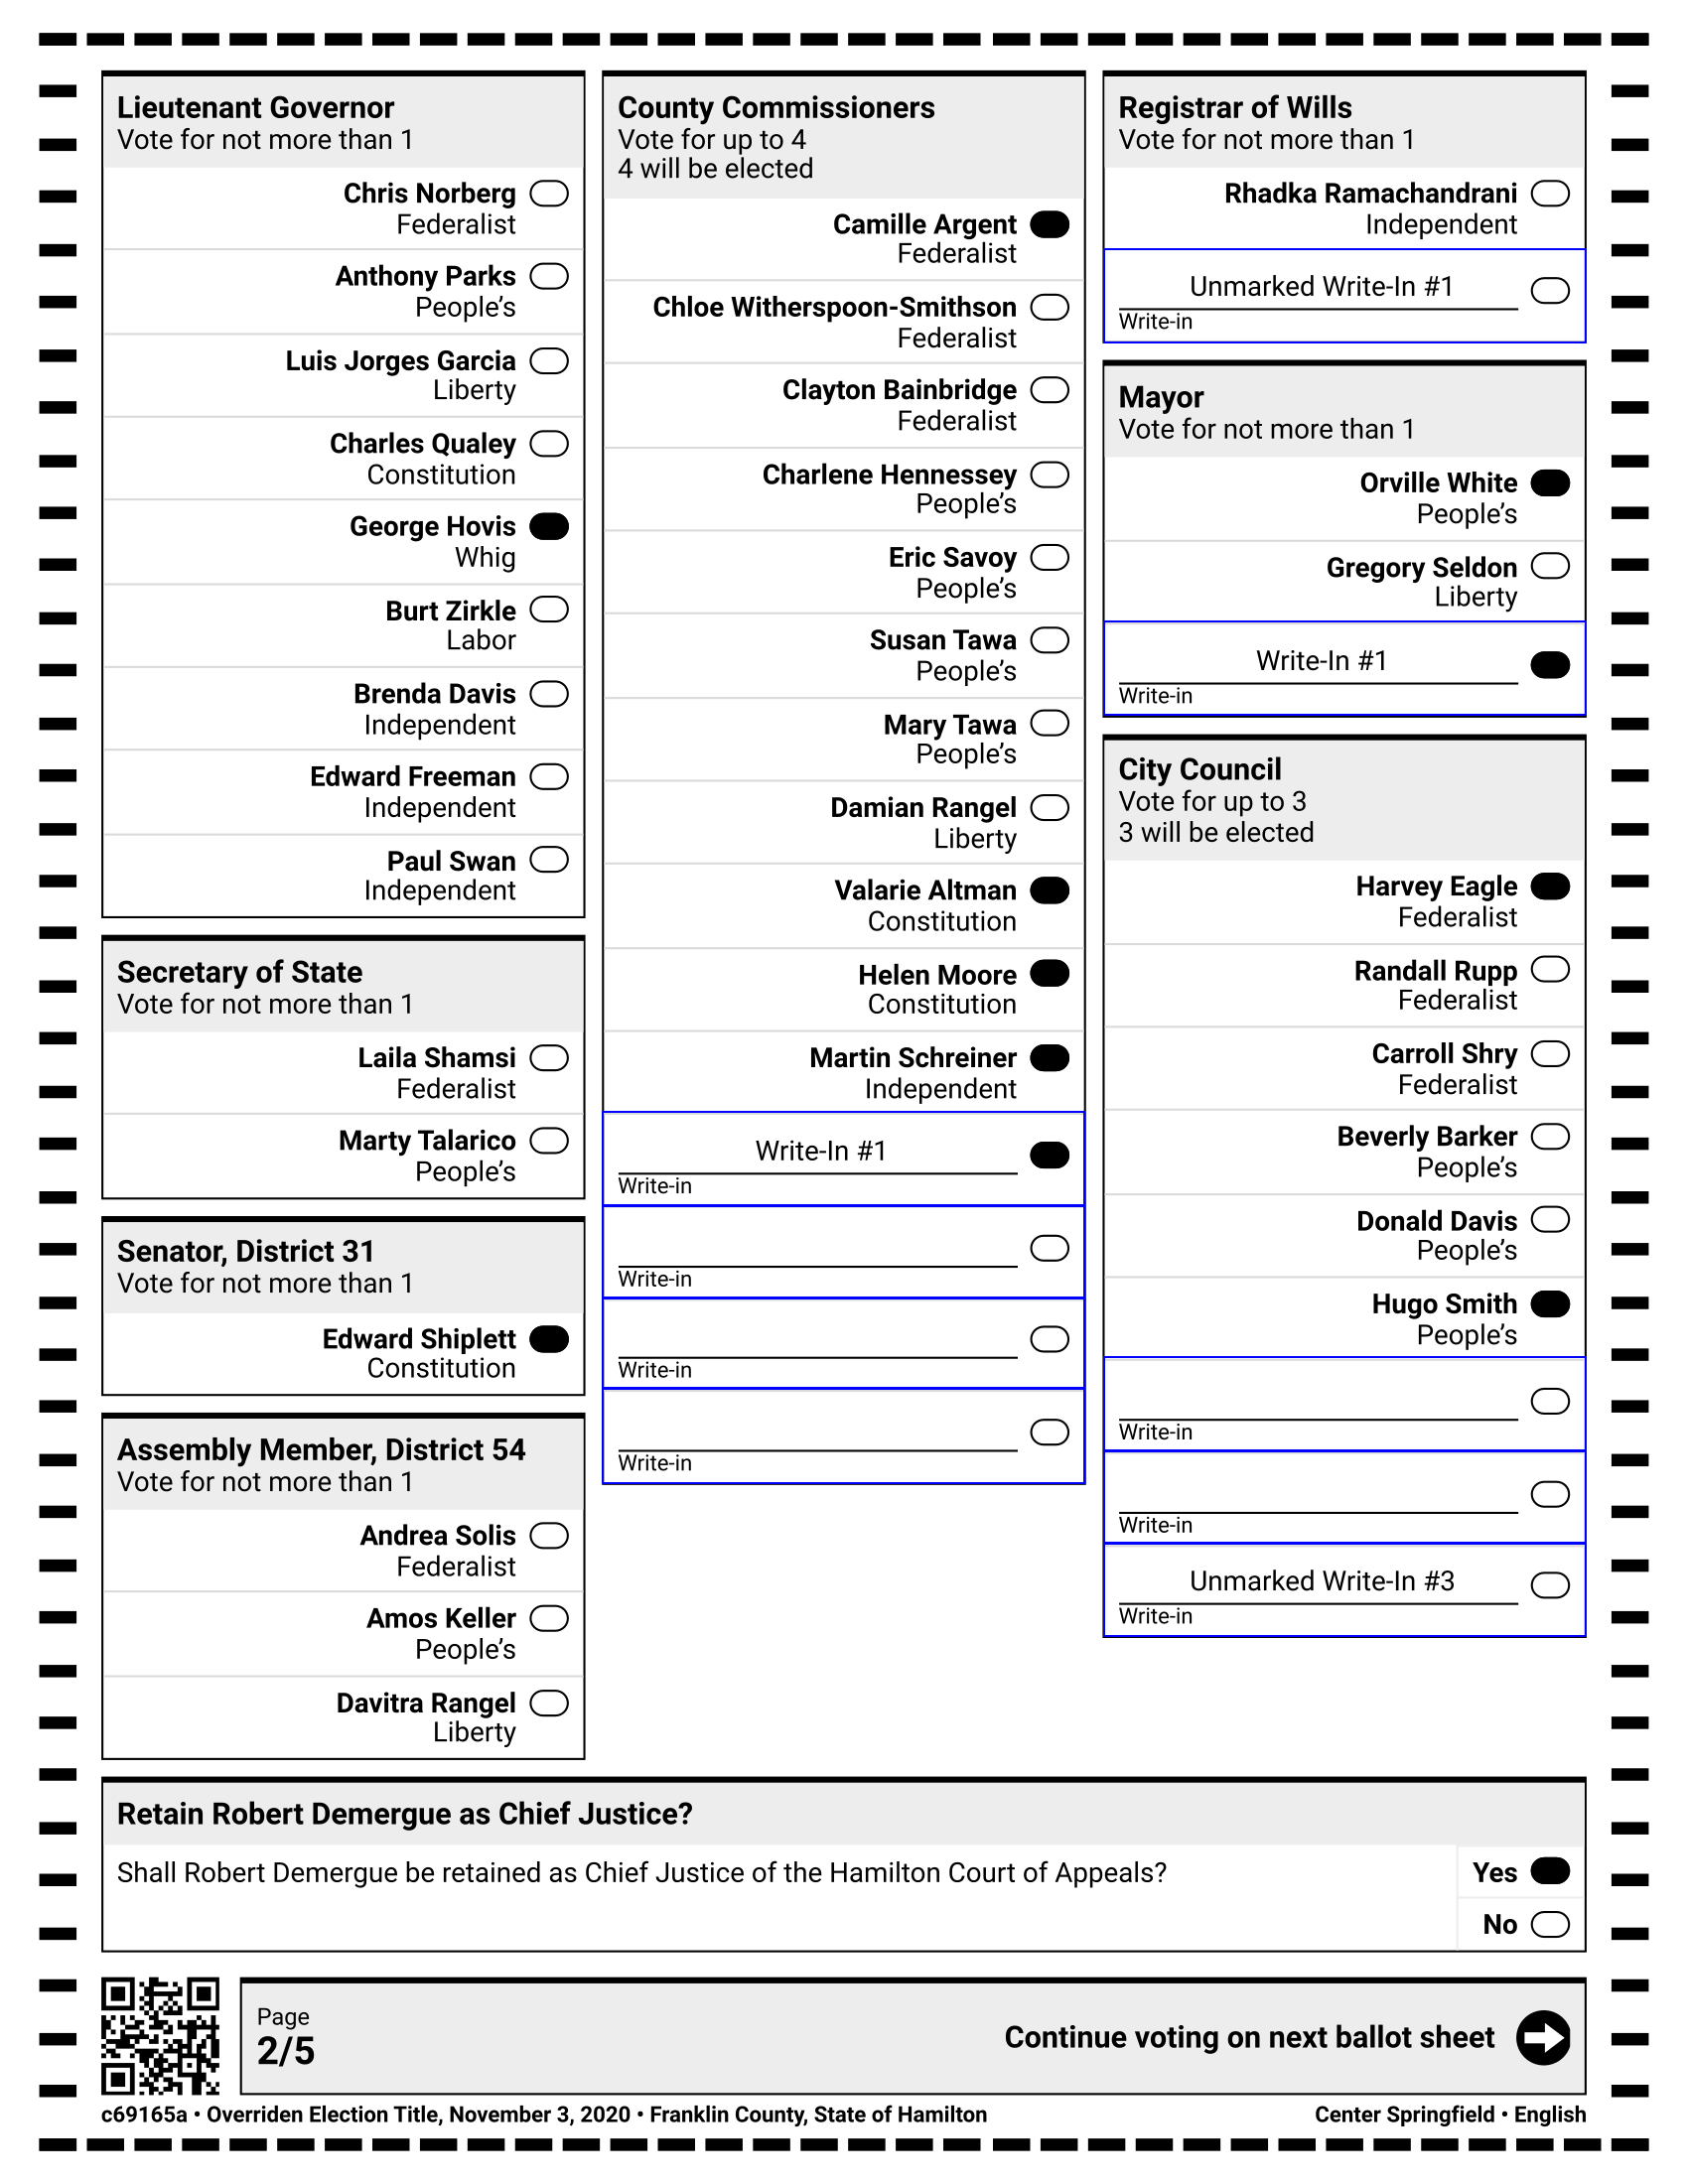 Lieutenant Governor
Vote for not more than 1
Chris Norberg
Federalist
Anthony Parks
People's
Luis Jorges Garcia
Liberty
Charles Qualey
Constitution
George Hovis
Whig
Burt Zirkle
Labor
Brenda Davis
Independent
Edward Freeman
Independent
Paul Swan
Independent
Secretary of State
Vote for not more than 1
Laila Shamsi
Federalist
Marty Talarico
People's
Senator, District 31
Vote for not more than 1
Edward Shiplett
Constitution
Assembly Member, District 54
Vote for not more than 1
Andrea Solis
Federalist
Amos Keller
People's
Davitra Rangel
Liberty
County Commissioners
Vote for up to 4
4 will be elected
Camille Argent
Federalist
Chloe Witherspoon-Smithson
Federalist
Clayton Bainbridge
Federalist
Charlene Hennessey
People's
Eric Savoy
People's
Susan Tawa
People's
Mary Tawa
People's
Damian Rangel
Liberty
Valarie Altman
Constitution
Helen Moore
Constitution
Martin Schreiner
Independent
Write-In #1
Write-in
Write-in
Write-in
Write-in
Registrar of Wills
Vote for not more than 1
Rhadka Ramachandrani
Independent
Unmarked Write-In #1
Write-in
Mayor
Vote for not more than 1
Orville White
People's
Gregory Seldon
Liberty
Write-In #1
Write-in
City Council
Vote for up to 3
3 will be elected
Harvey Eagle
Federalist
Randall Rupp
Federalist
Carroll Shry
Federalist
Beverly Barker
People's
Donald Davis
People's
Hugo Smith
People's
Write-in
Write-in
Unmarked Write-In #3
Write-in
Retain Robert Demergue as Chief Justice?
Shall Robert Demergue be retained as Chief Justice of the Hamilton Court of Appeals?
Yes
No
Page
2/5
Continue voting on next ballot sheet
c69165a • Overriden Election Title, November 3, 2020 • Franklin County, State of Hamilton
Center Springfield • English